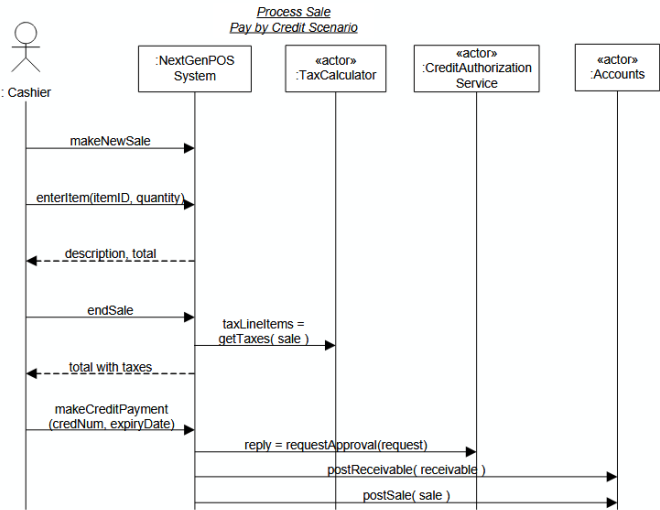 Process Sale
Pay by Credit Scenario
: Cashier
:NextGenPOS
System
«actor»
:TaxCalculator
«actor»
:CreditAuthorization
Service
«actor»
:Accounts
makeNewSale
enterItem(itemID, quantity)
description, total
endSale
taxLineItems =
getTaxes( sale )
total with taxes
makeCreditPayment
(credNum, expiryDate)
reply = requestApproval(request)
postReceivable( receivable )
postSale( sale )